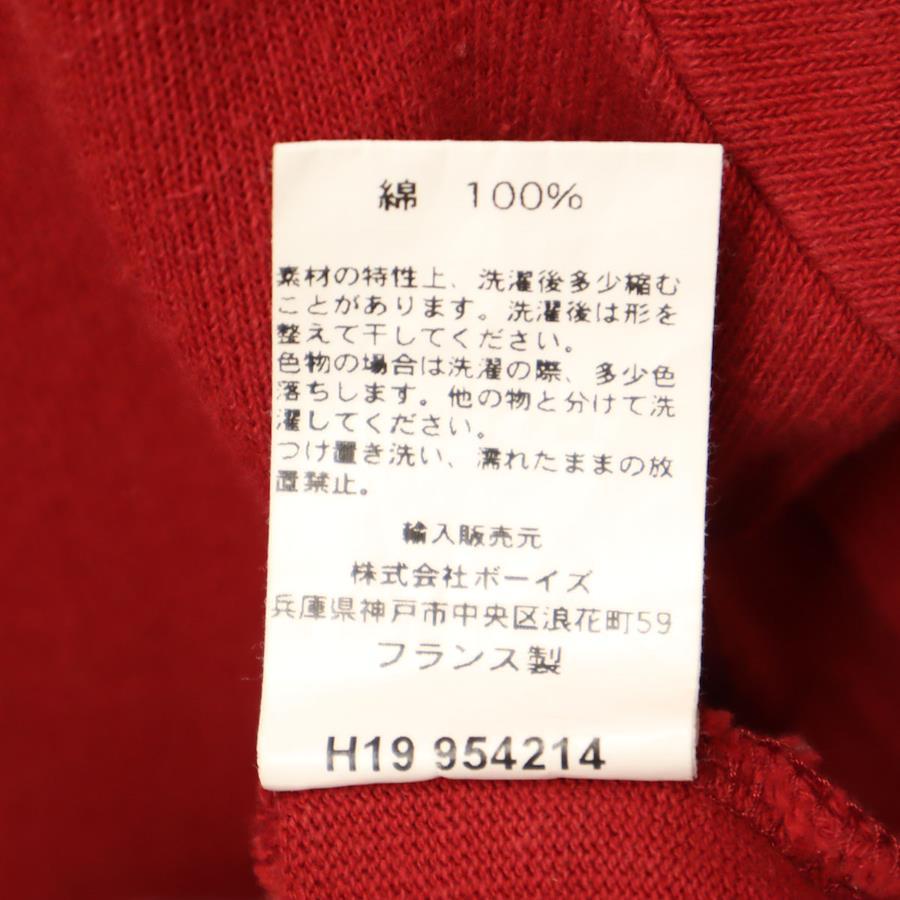 綿 100%
素材の特性上、洗濯後多少縮む
ことがあります。洗濯後は形を
整えて干してください。
色物の場合は洗濯の際、多少色
落ちします。他の物と分けて洗
濯してください。
つけ置き洗い、濡れたままの放
置禁止。
輸入販売元
株式会社ボーイズ
兵庫県神戸市中央区浪花町59
フランス製
H19 954214